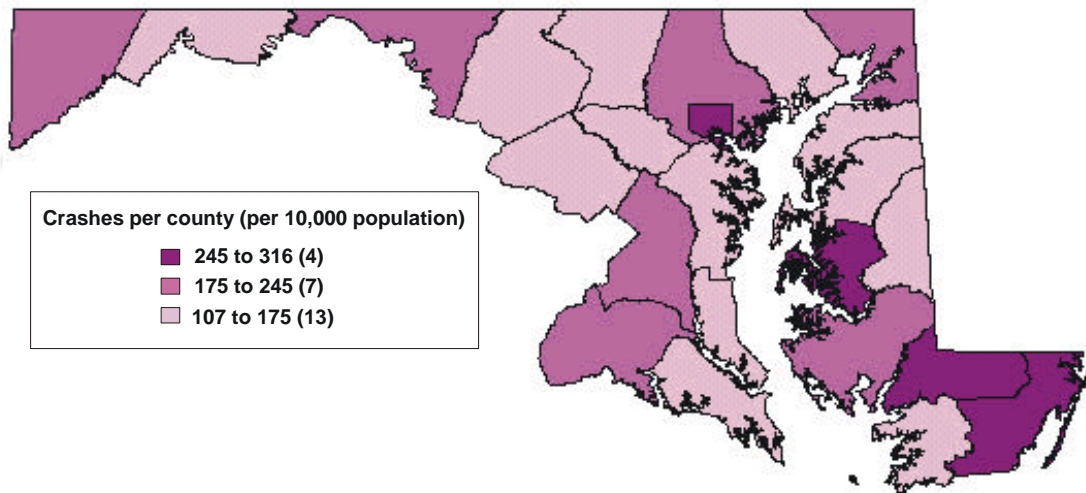 Crashes per county (per 10,000 population)
245 to 316 (4)
175 to 245 (7)
107 to 175 (13)